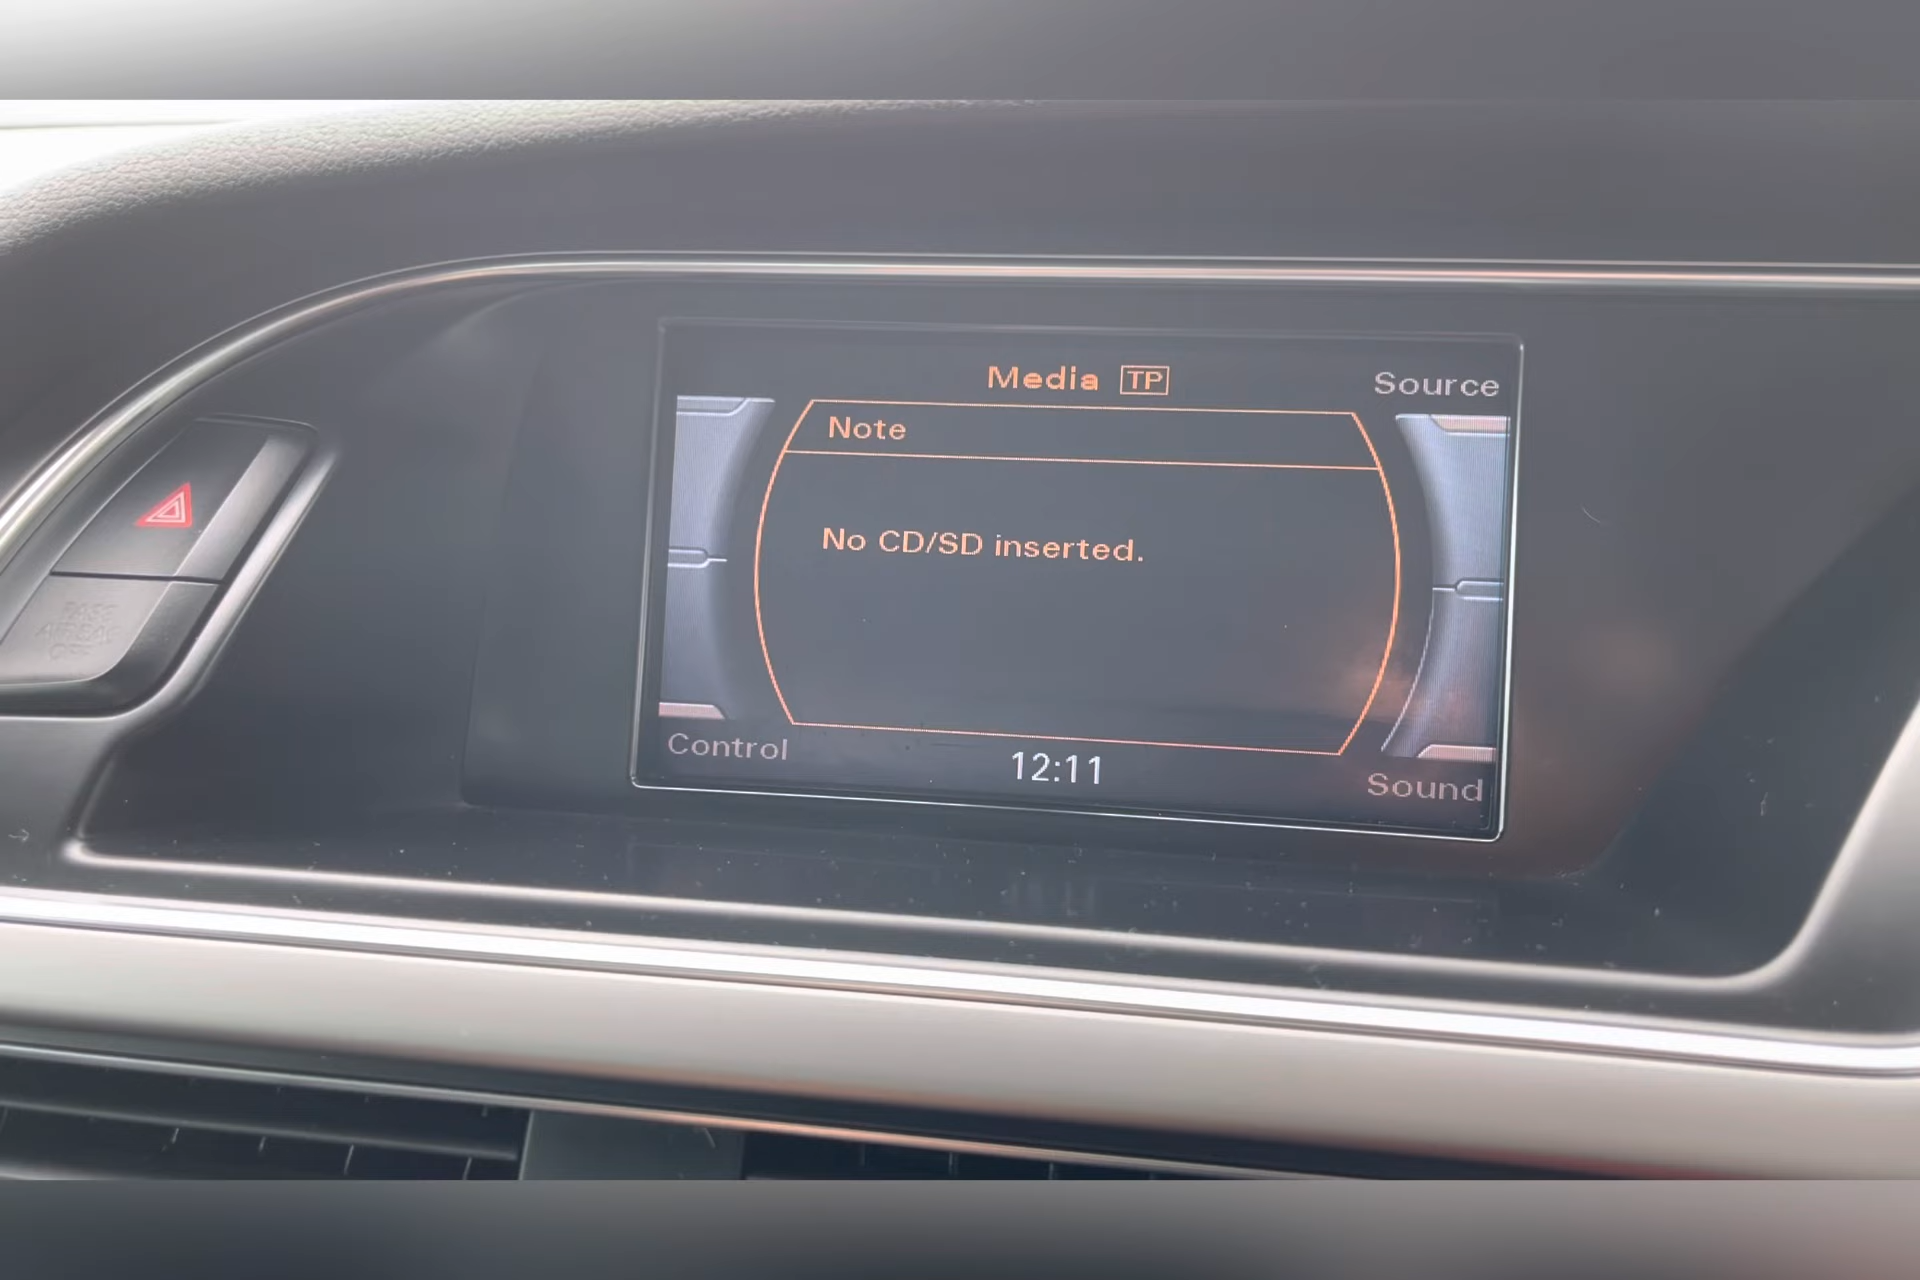 Media TP
Source
Note
No CD/SD inserted.
Control
12:11
Sound